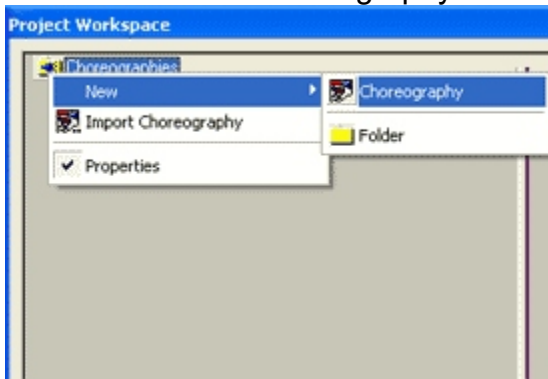 Project Workspace
Choreographies
New
Choreography
Import Choreography
Folder
Properties